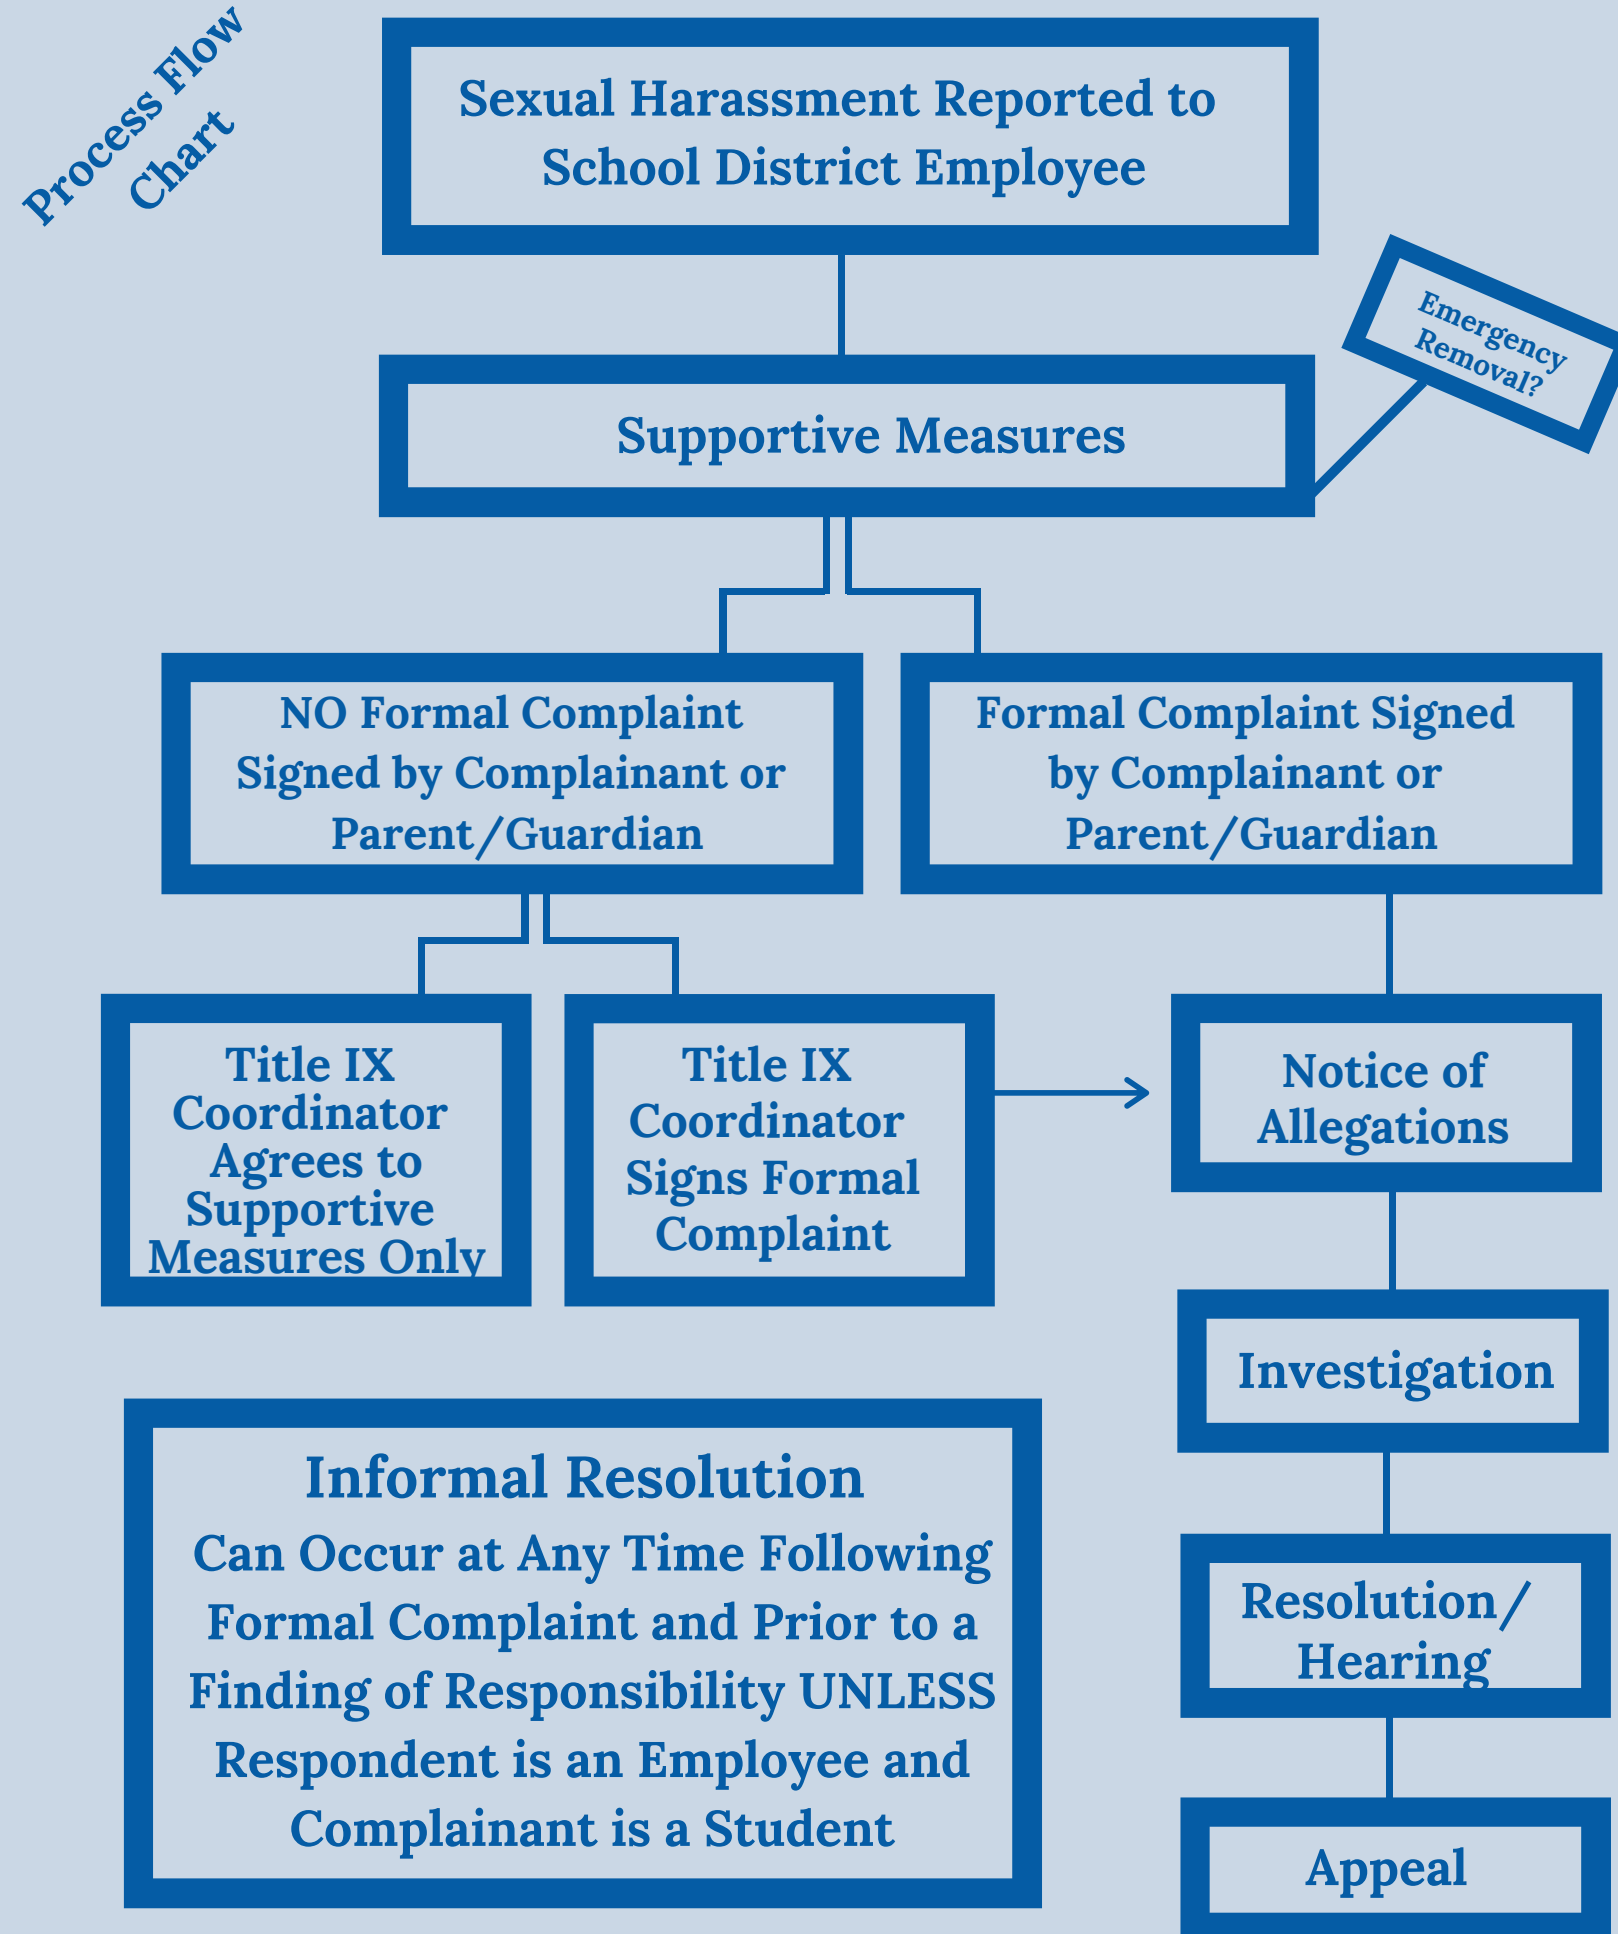 Process Flow
Chart
Sexual Harassment Reported to
School District Employee
Emergency
Removal?
Supportive Measures
NO Formal Complaint
Signed by Complainant or
Parent/Guardian
Formal Complaint Signed
by Complainant or
Parent/Guardian
Title IX
Coordinator
Agrees to
Supportive
Measures Only
Title IX
Coordinator
Signs Formal
Complaint
Notice of
Allegations
Investigation
Informal Resolution
Can Occur at Any Time Following
Formal Complaint and Prior to a
Finding of Responsibility UNLESS
Respondent is an Employee and
Complainant is a Student
Resolution/
Hearing
Appeal